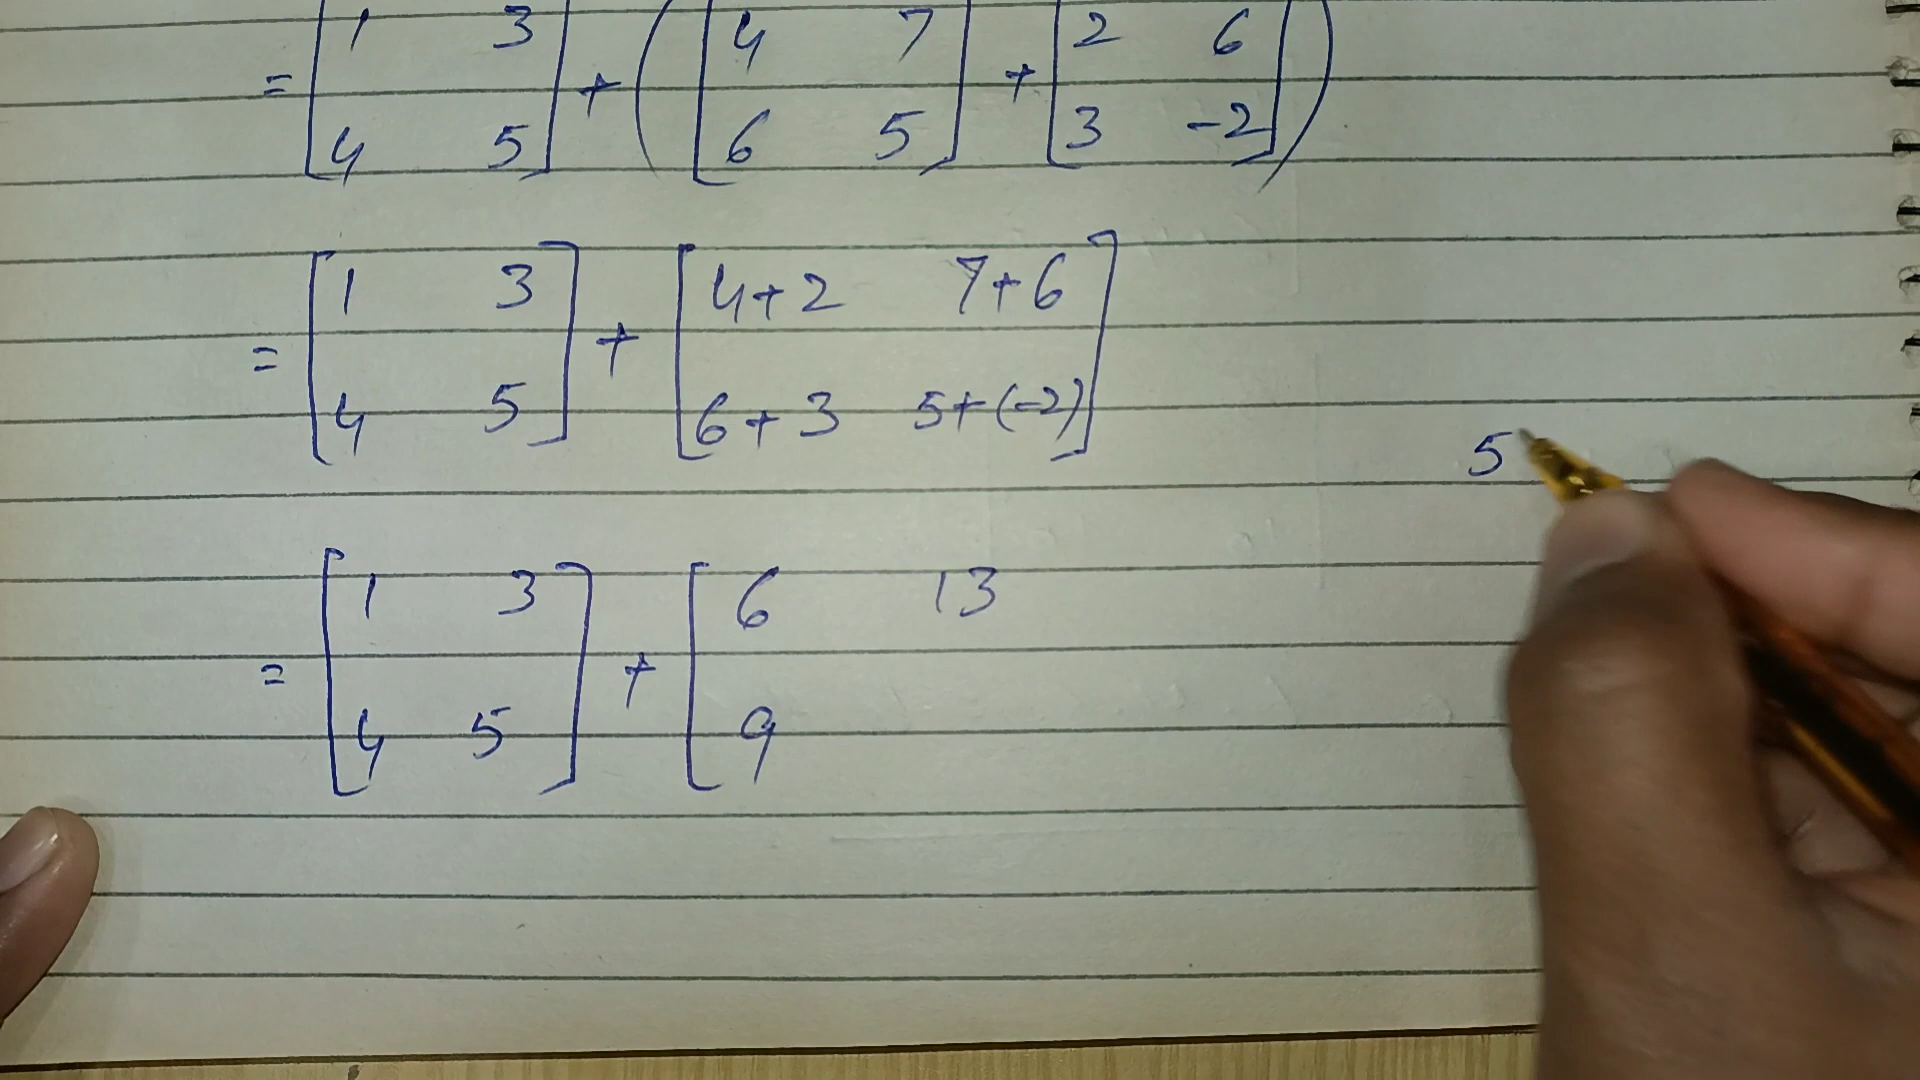 1 3 4 7 2 6
= + ( + )
4 5 6 5 3 -2
1 3 4+2 7+6
= +
4 5 6+3 5+(-2)
5
1 3 6 13
= +
4 5 9